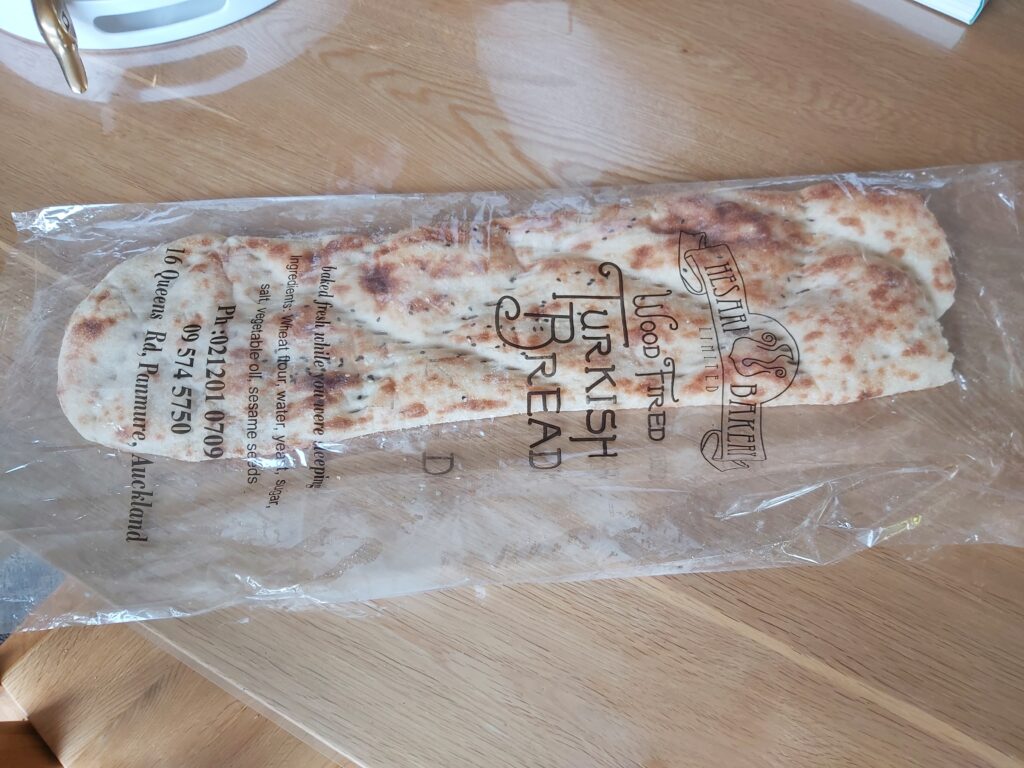 HESARI BAKERY
LIMITED
WOOD FIRED
TURKISH
BREAD
D
baked fresh while you were sleeping
Ingredients: Wheat flour, water, yeast, sugar,
salt, vegetable oil, sesame seeds
Ph :021201 0709
09 574 5750
16 Queens Rd, Panmure, Auckland